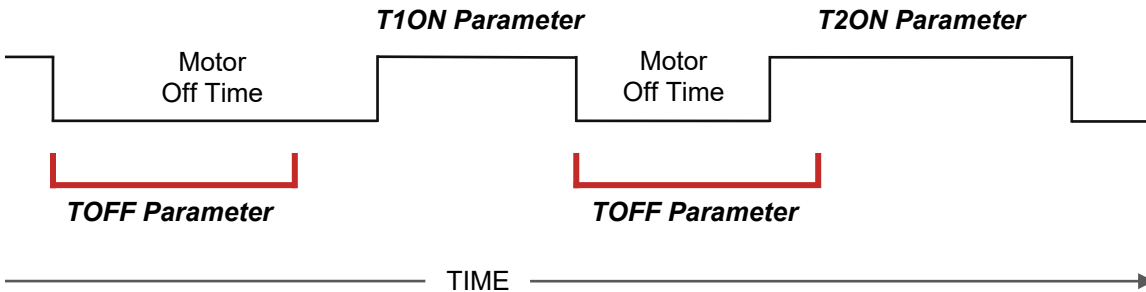 T1ON Parameter
T2ON Parameter
Motor
Off Time
Motor
Off Time
TOFF Parameter
TOFF Parameter
TIME